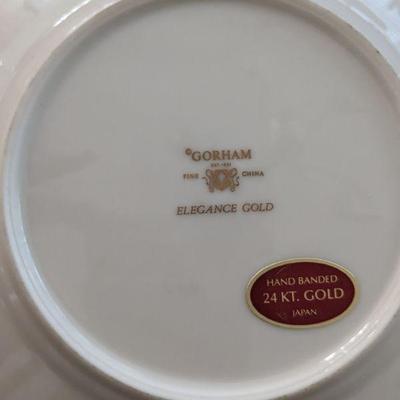 ©GORHAM
EST. 1831
FINE CHINA
ELEGANCE GOLD
HAND BANDED
24 KT. GOLD
JAPAN